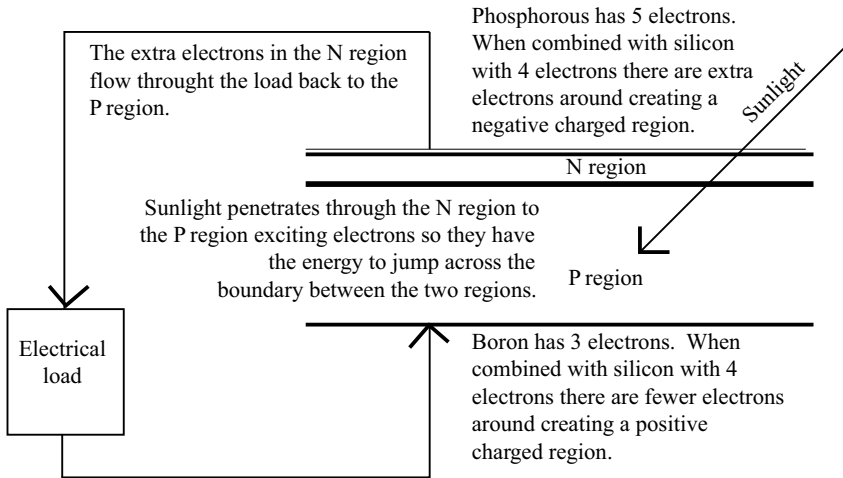 The extra electrons in the N region
flow throught the load back to the
P region.
Phosphorous has 5 electrons.
When combined with silicon
with 4 electrons there are extra
electrons around creating a
negative charged region.
Sunlight
N region
Sunlight penetrates through the N region to
the P region exciting electrons so they have
the energy to jump across the
boundary between the two regions.
P region
Electrical
load
Boron has 3 electrons.  When
combined with silicon with 4
electrons there are fewer electrons
around creating a positive
charged region.